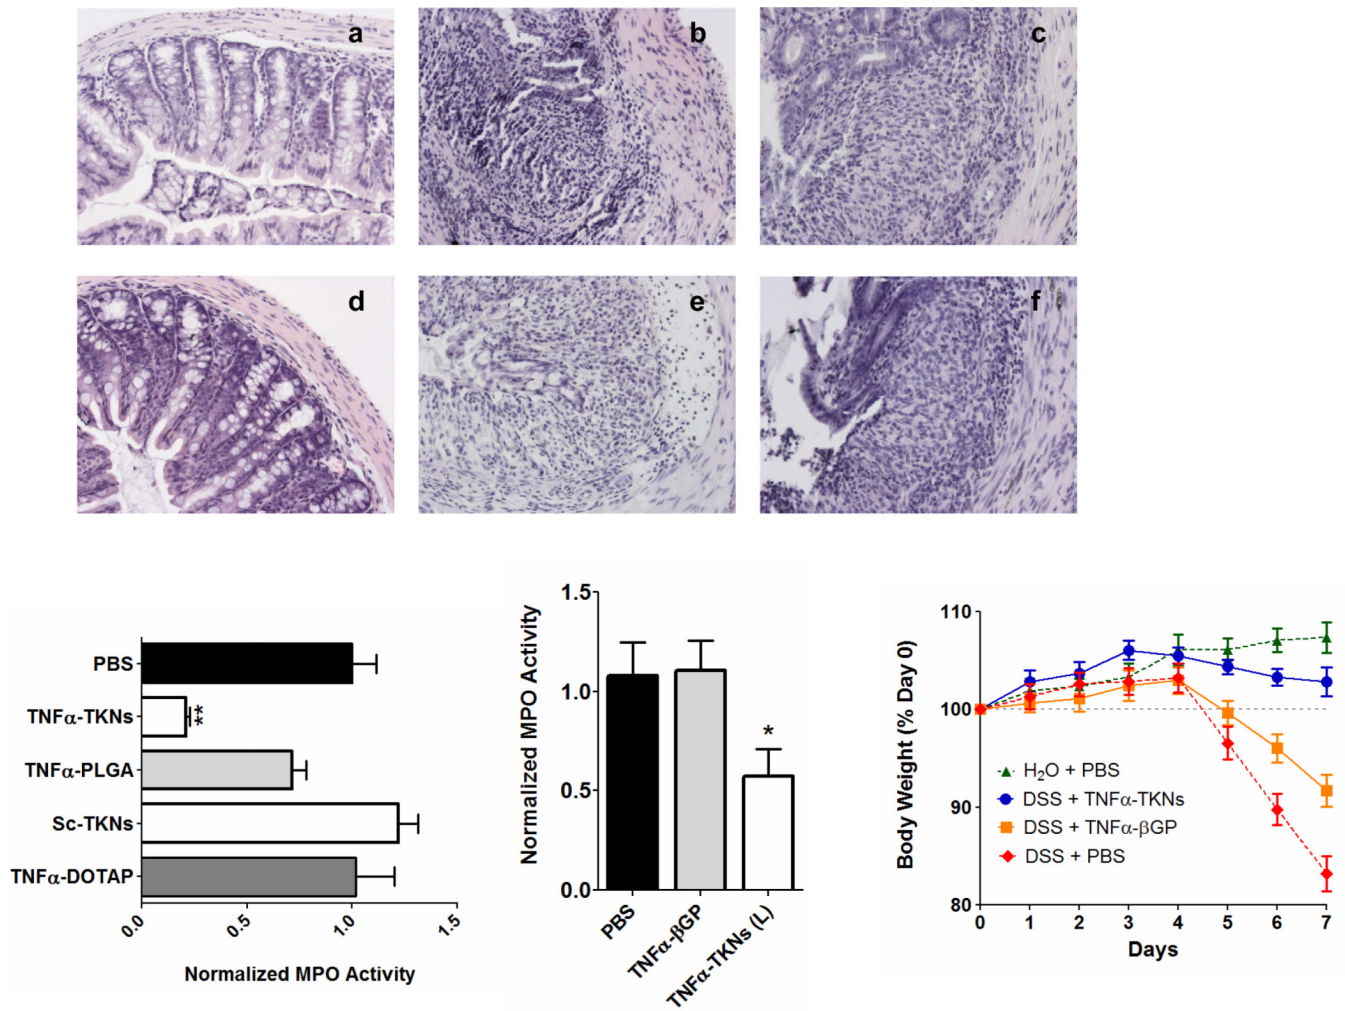 a
b
c
d
e
f
PBS
TNFα-TKNs
**
TNFα-PLGA
Sc-TKNs
TNFα-DOTAP
0.0
0.5
1.0
1.5
Normalized MPO Activity
Normalized MPO Activity
1.5
1.0
0.5
0.0
*
PBS
TNFα-βGP
TNFα-TKNs (L)
Body Weight (% Day 0)
110
100
90
80
H₂O + PBS
DSS + TNFα-TKNs
DSS + TNFα-βGP
DSS + PBS
0 1 2 3 4 5 6 7
Days